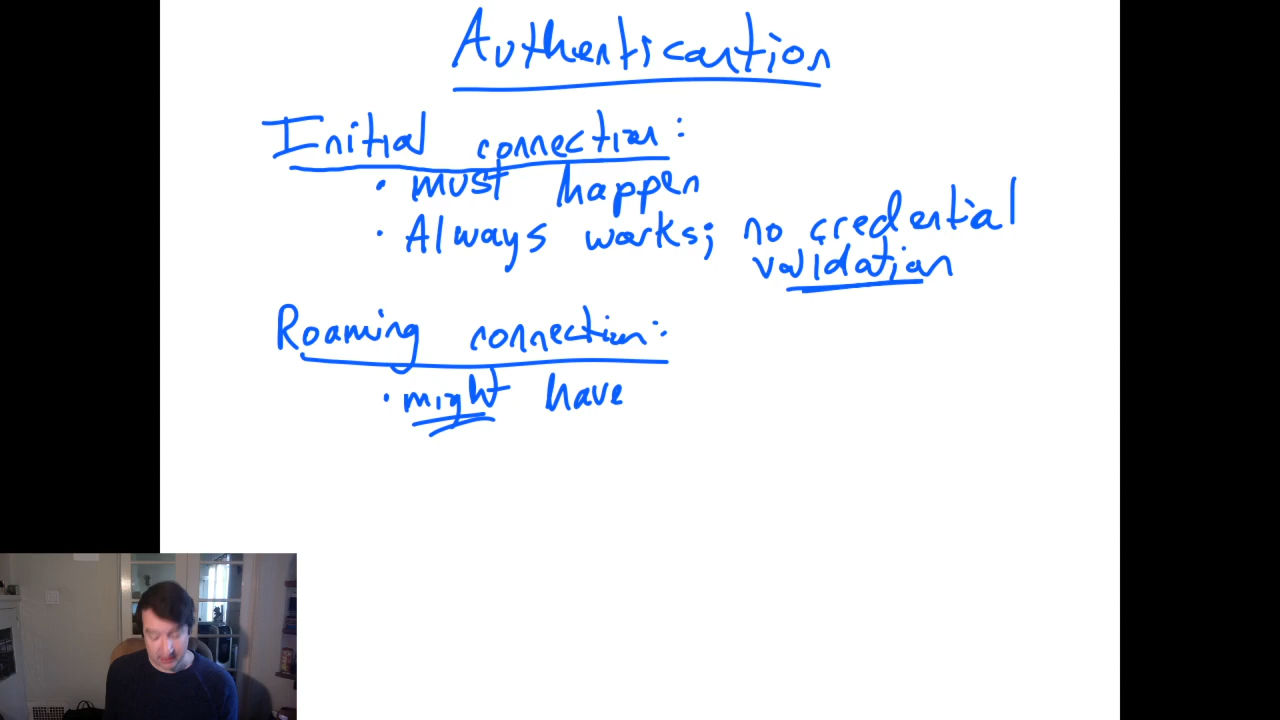 Authentication
Initial connection:
• must happen
• Always works; no credential
validation
Roaming connection:
• might have